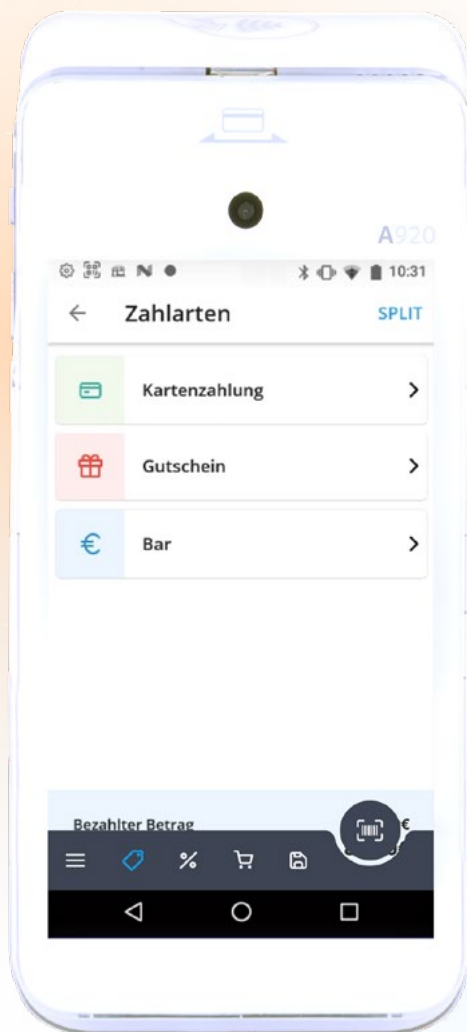 A920
10:31
Zahlarten SPLIT
Kartenzahlung
Gutschein
Bar
Bezahlter Betrag €